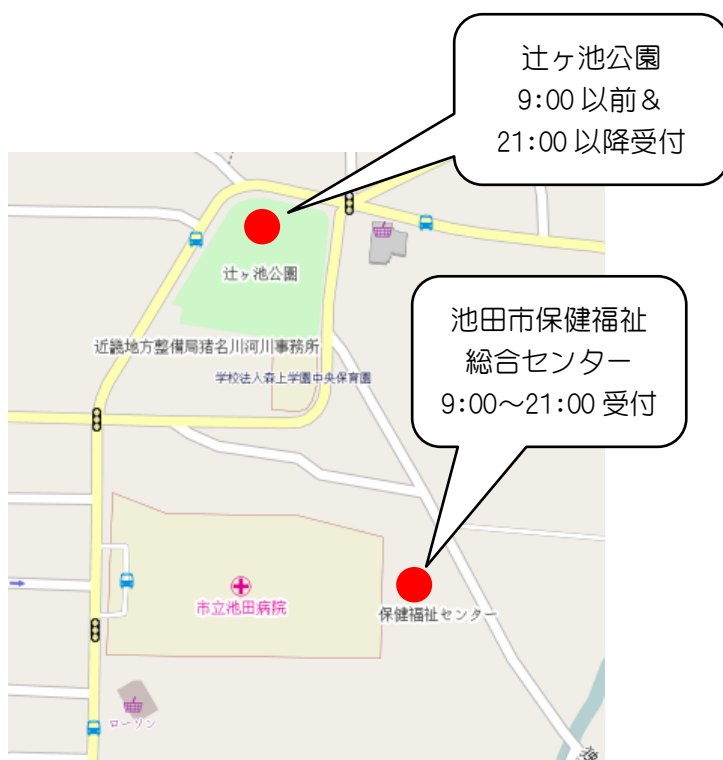 辻ヶ池公園
9:00 以前＆
21:00 以降受付
辻ヶ池公園
池田市保健福祉
総合センター
9:00～21:00 受付
近畿地方整備局猪名川河川事務所
学校法人森上学園中央保育園
市立池田病院
保健福祉センター
ローソン